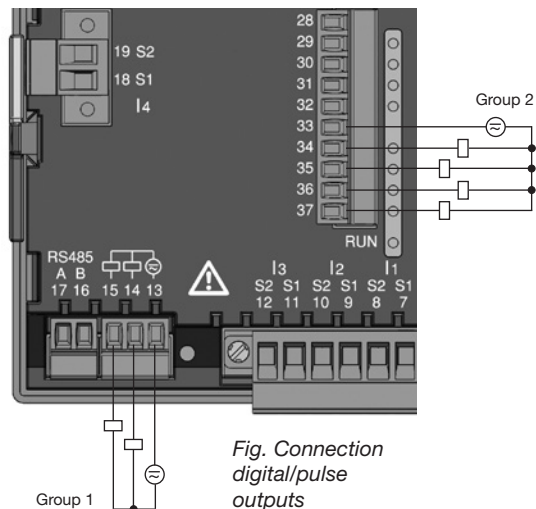 28
29
30
31
32
33
34
35
36
37
19 S2
18 S1
I4
Group 2
RUN
RS485
A B
17 16 15 14 13
I3 I2 I1
S2 S1 S2 S1 S2 S1
12 11 10 9 8 7
Fig. Connection
digital/pulse
outputs
Group 1